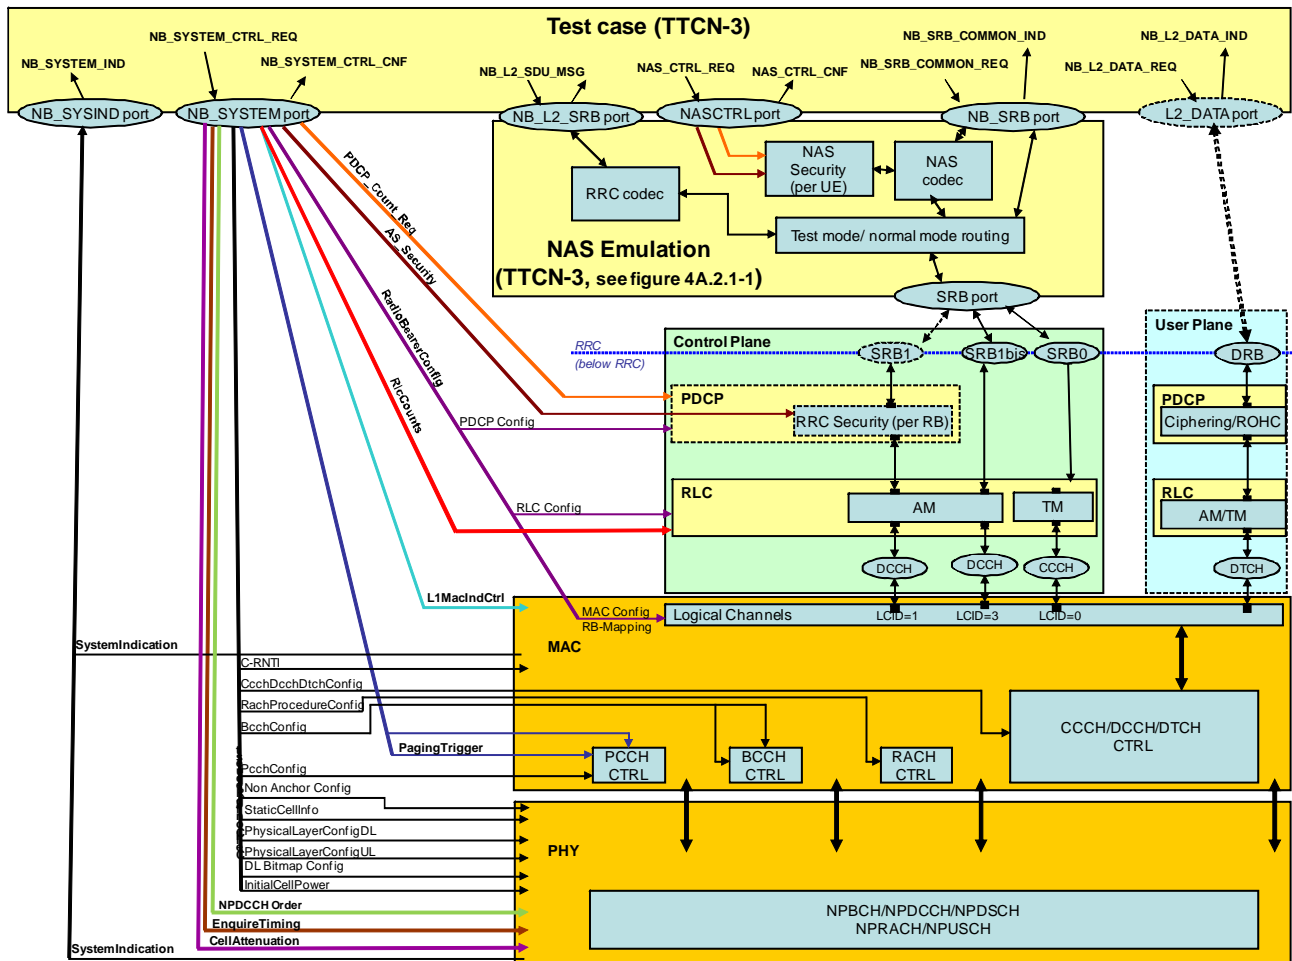 Test case (TTCN-3)
NB_SYSTEM_CTRL_REQ
NB_SYSTEM_IND
NB_SYSTEM_CTRL_CNF
NB_L2_SDU_MSG
NAS_CTRL_REQ
NAS_CTRL_CNF
NB_SRB_COMMON_IND
NB_SRB_COMMON_REQ
NB_L2_DATA_IND
NB_L2_DATA_REQ
NB_SYSIND port
NB_SYSTEM port
NB_L2_SRB port
NASCTRL port
NB_SRB port
L2_DATA port
NAS
Security
(per UE)
NAS
codec
RRC codec
Test mode/ normal mode routing
NAS Emulation
(TTCN-3, see figure 4A.2.1-1)
SRB port
PDCP_Count_Req
AS_Security
RadioBearerConfig
RlcCounts
RRC
(below RRC)
Control Plane
User Plane
SRB1
SRB1bis
SRB0
DRB
PDCP
RRC Security (per RB)
PDCP Config
PDCP
Ciphering/ROHC
RLC
AM
TM
RLC Config
RLC
AM/TM
DCCH
DCCH
CCCH
DTCH
L1MacIndCtrl
MAC Config
RB-Mapping
Logical Channels
LCID=1
LCID=3
LCID=0
MAC
SystemIndication
C-RNTI
CcchDcchDtchConfig
RachProcedureConfig
BcchConfig
PagingTrigger
PcchConfig
PCCH
CTRL
BCCH
CTRL
RACH
CTRL
CCCH/DCCH/DTCH
CTRL
Non Anchor Config
StaticCellInfo
PhysicalLayerConfigDL
PhysicalLayerConfigUL
DL Bitmap Config
InitialCellPower
PHY
NPDCCH Order
EnquireTiming
CellAttenuation
SystemIndication
NPBCH/NPDCCH/NPDSCH
NPRACH/NPUSCH